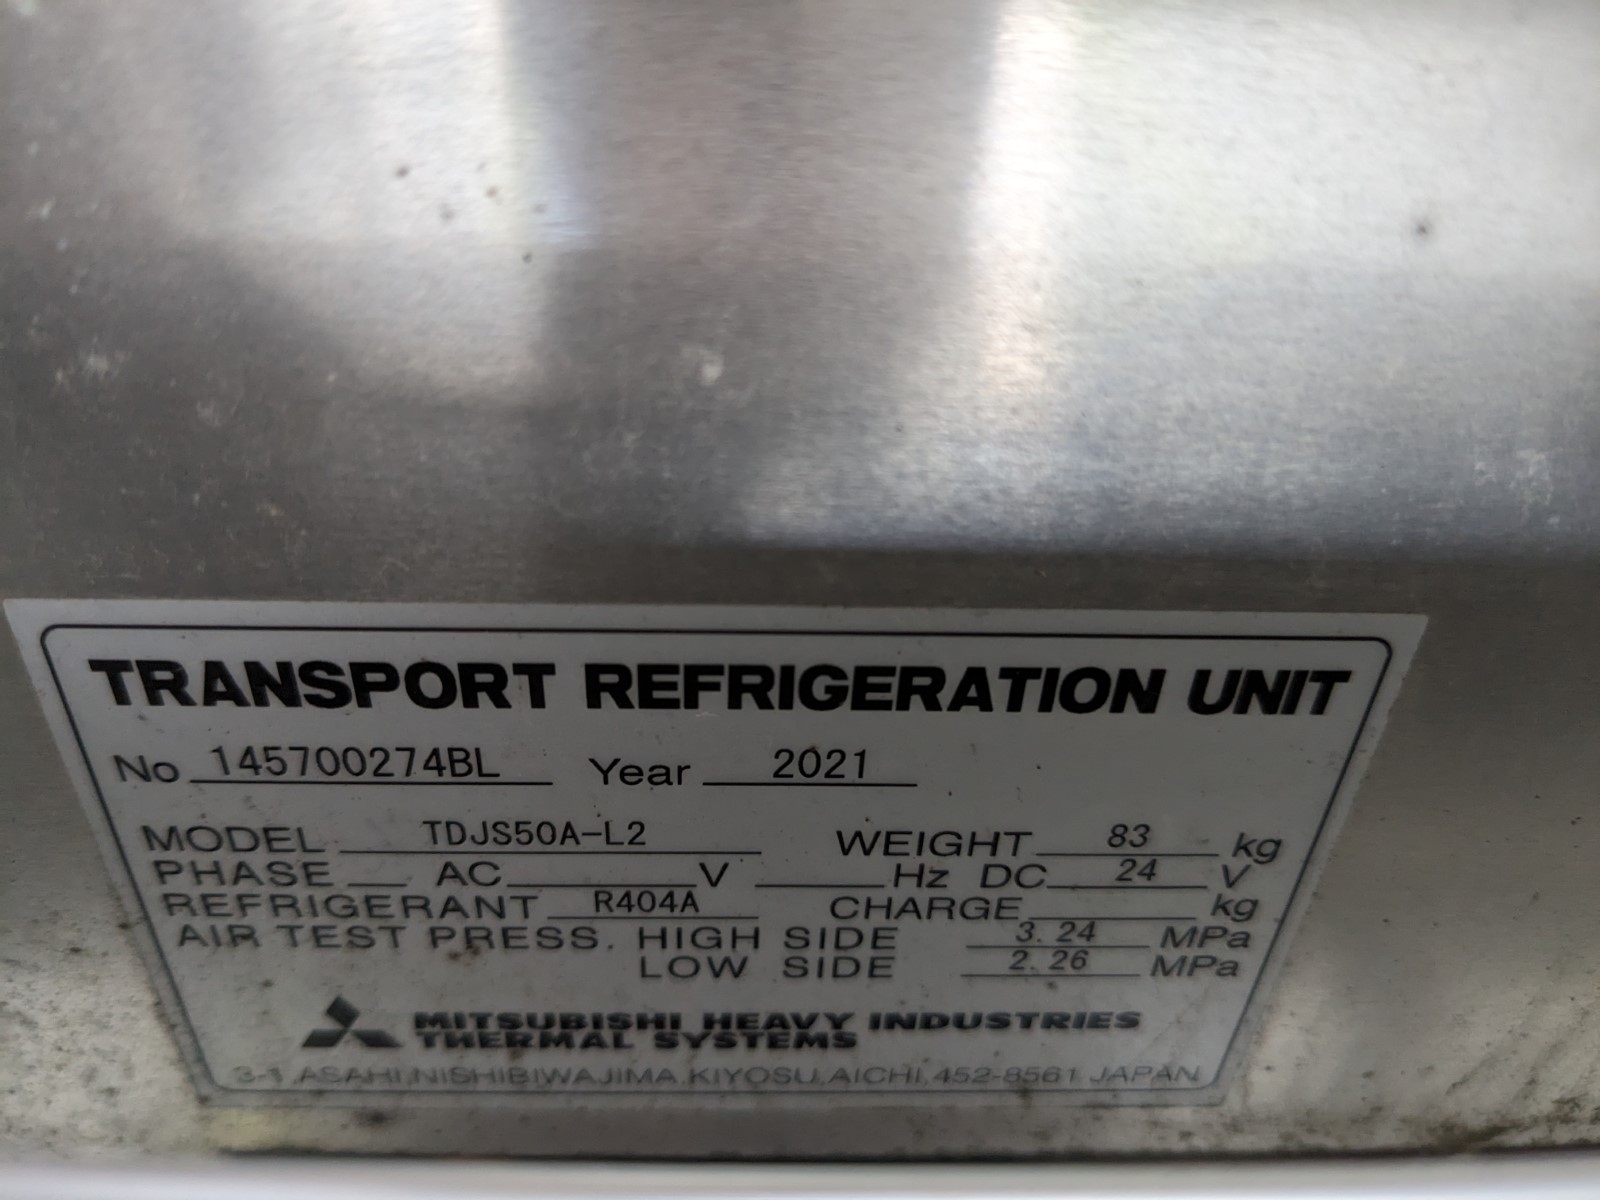 TRANSPORT REFRIGERATION UNIT
No 145700274BL Year 2021
MODEL TDJS50A-L2 WEIGHT 83 kg
PHASE AC V Hz DC 24 V
REFRIGERANT R404A CHARGE kg
AIR TEST PRESS. HIGH SIDE 3.24 MPa
LOW SIDE 2.26 MPa
MITSUBISHI HEAVY INDUSTRIES
THERMAL SYSTEMS
3-1, ASAHI, NISHIBIWAJIMA, KIYOSU, AICHI, 452-8561 JAPAN